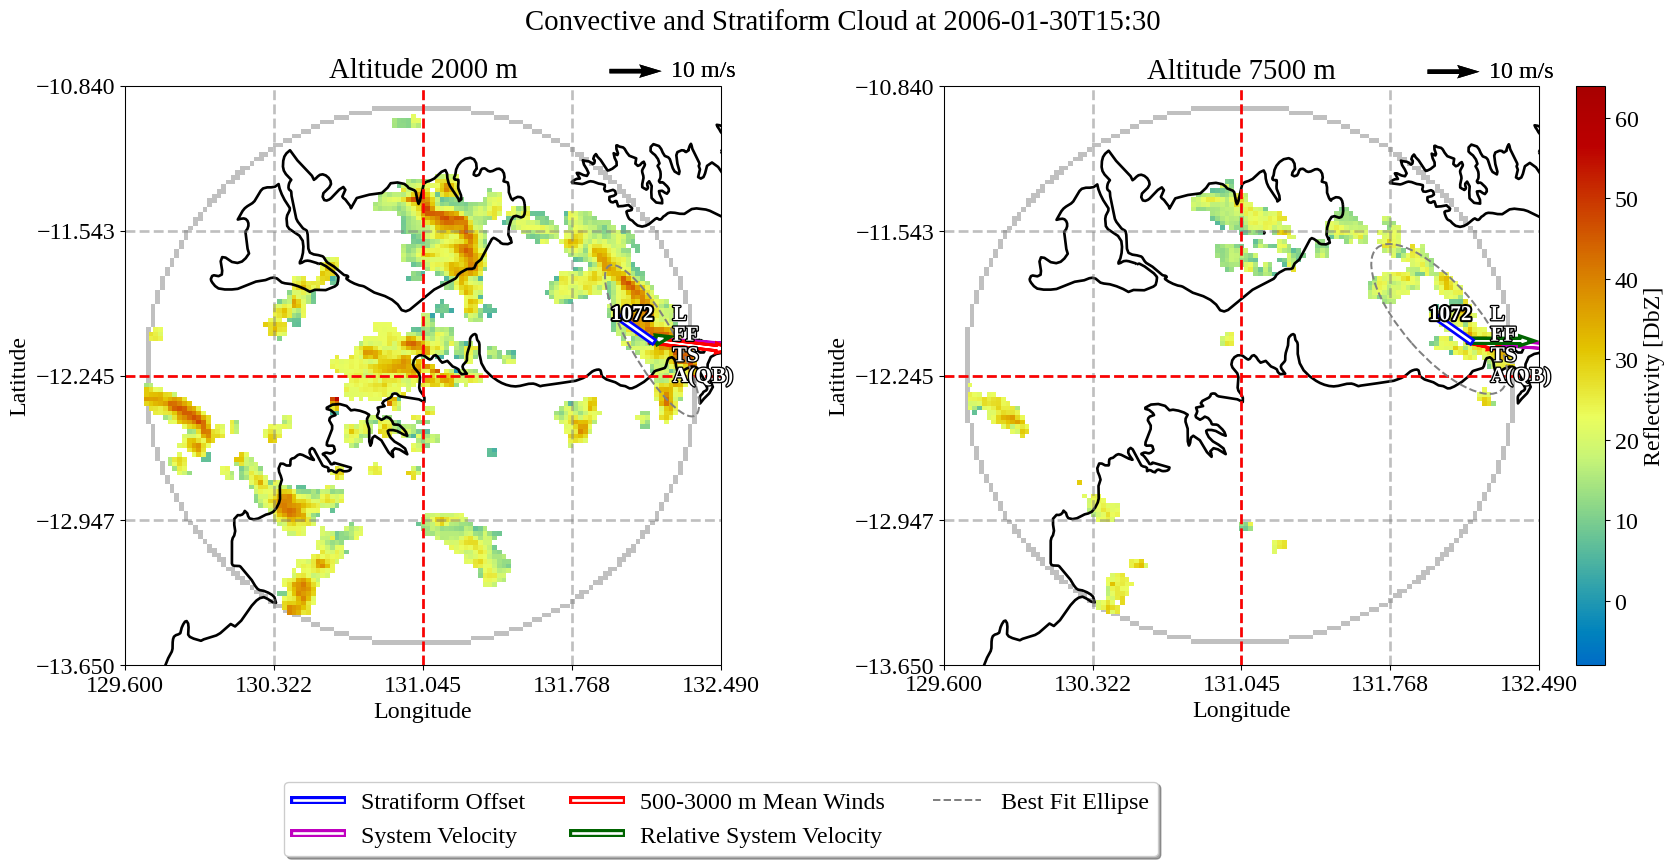 Convective and Stratiform Cloud at 2006-01-30T15:30
Altitude 2000 m
10 m/s
−10.840
−11.543
−12.245
−12.947
−13.650
129.600
130.322
131.045
131.768
132.490
Latitude
Longitude
1072
L
FF
TS
A(QB)
Altitude 7500 m
10 m/s
−10.840
−11.543
−12.245
−12.947
−13.650
129.600
130.322
131.045
131.768
132.490
Latitude
Longitude
1072
L
FF
TS
A(QB)
60
50
40
30
20
10
0
Reflectivity [DbZ]
Stratiform Offset
System Velocity
500-3000 m Mean Winds
Relative System Velocity
Best Fit Ellipse